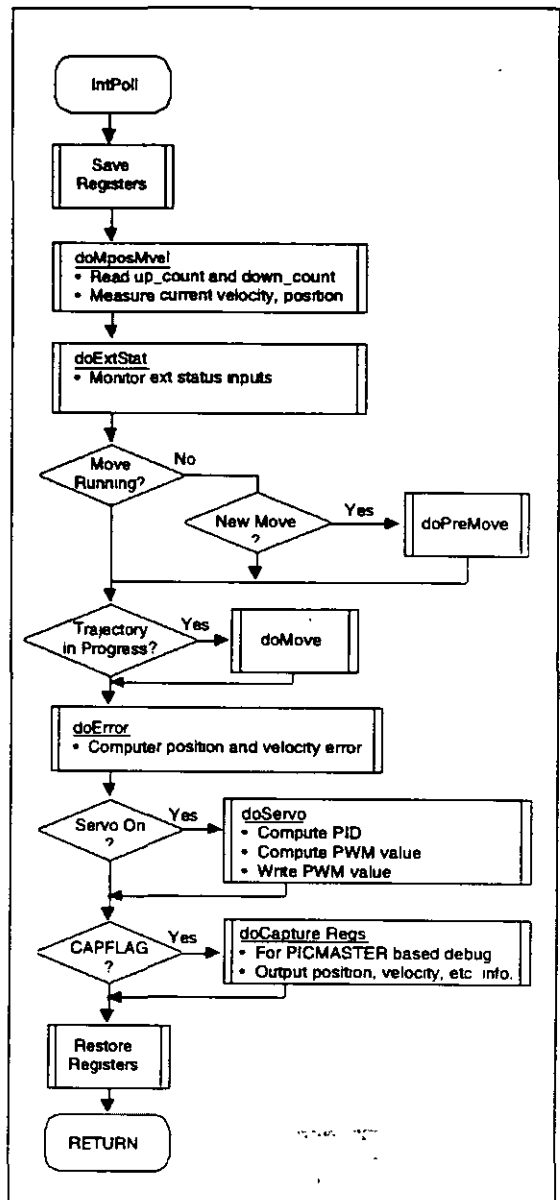 IntPoll
Save
Registers
doMposMvel
• Read up_count and down_count
• Measure current velocity, position
doExtStat
• Monitor ext status inputs
Move
Running?
No
New Move
?
Yes
doPreMove
Trajectory
in Progress?
Yes
doMove
doError
• Computer position and velocity error
Servo On
?
Yes
doServo
• Compute PID
• Compute PWM value
• Write PWM value
CAPFLAG
?
Yes
doCapture Regs
• For PICMASTER based debug
• Output position, velocity, etc info.
Restore
Registers
RETURN